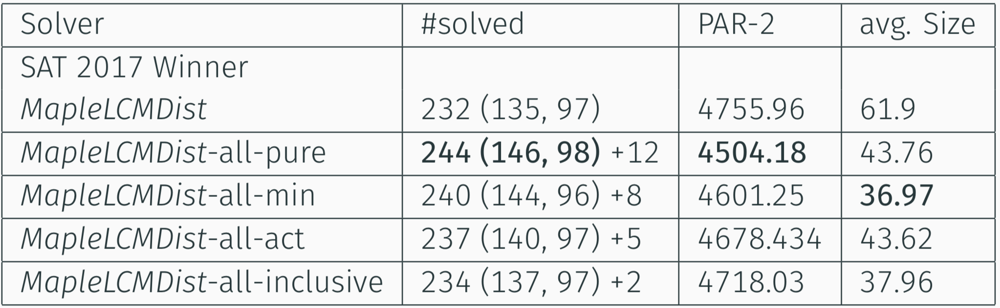 Solver #solved PAR-2 avg. Size
SAT 2017 Winner
MapleLCMDist 232 (135, 97) 4755.96 61.9
MapleLCMDist-all-pure 244 (146, 98) +12 4504.18 43.76
MapleLCMDist-all-min 240 (144, 96) +8 4601.25 36.97
MapleLCMDist-all-act 237 (140, 97) +5 4678.434 43.62
MapleLCMDist-all-inclusive 234 (137, 97) +2 4718.03 37.96